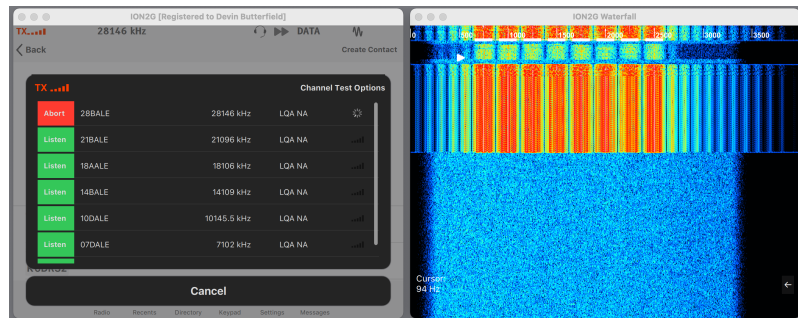 ION2G [Registered to Devin Butterfield]
TX 28146 kHz DATA
Back Create Contact
TX Channel Test Options
Abort 28BALE 28146 kHz LQA NA
Listen 21BALE 21096 kHz LQA NA
Listen 18AALE 18106 kHz LQA NA
Listen 14BALE 14109 kHz LQA NA
Listen 10DALE 10145.5 kHz LQA NA
Listen 07DALE 7102 kHz LQA NA
Cancel
Radio Recents Directory Keypad Settings Messages
ION2G Waterfall
0 500 1000 1500 2000 2500 3000 3500
Cursor
94 Hz